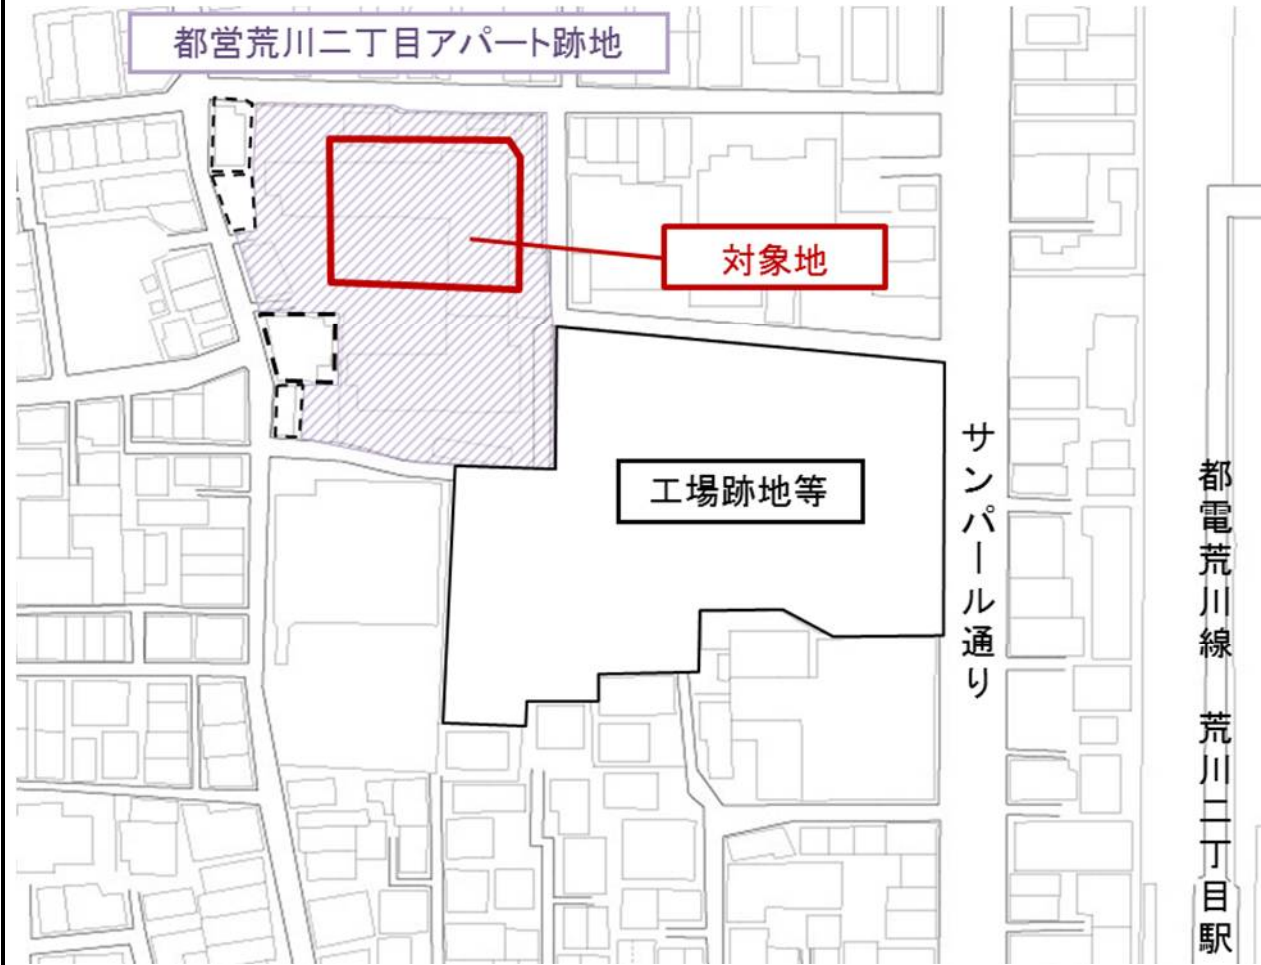 都営荒川二丁目アパート跡地
対象地
工場跡地等
サンパール通り
都電荒川線 荒川二丁目駅